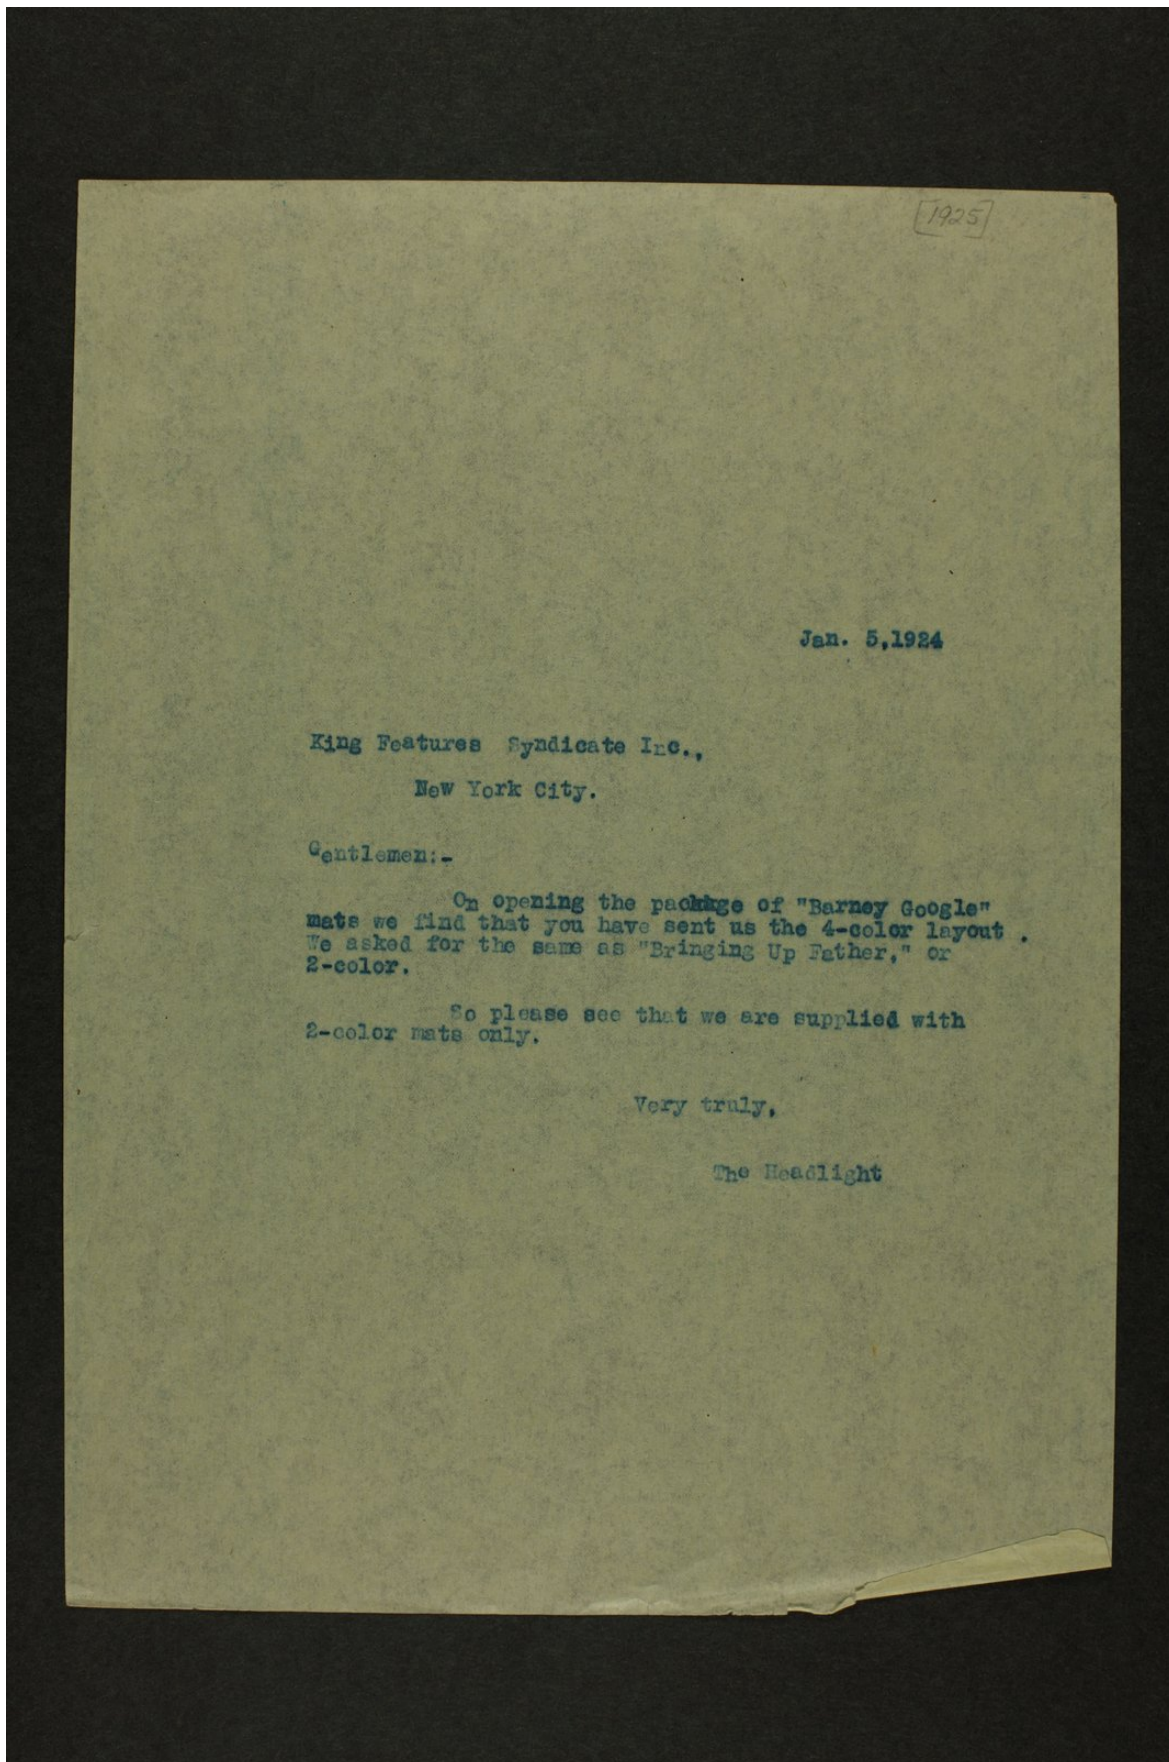 [1925]
Jan. 5,1924
King Features Syndicate Inc.,
New York City.
Gentlemen:-
On opening the package of "Barney Google"
mats we find that you have sent us the 4-color layout .
We asked for the same as "Bringing Up Father," or
2-color.
So please see that we are supplied with
2-color mats only.
Very truly,
The Headlight